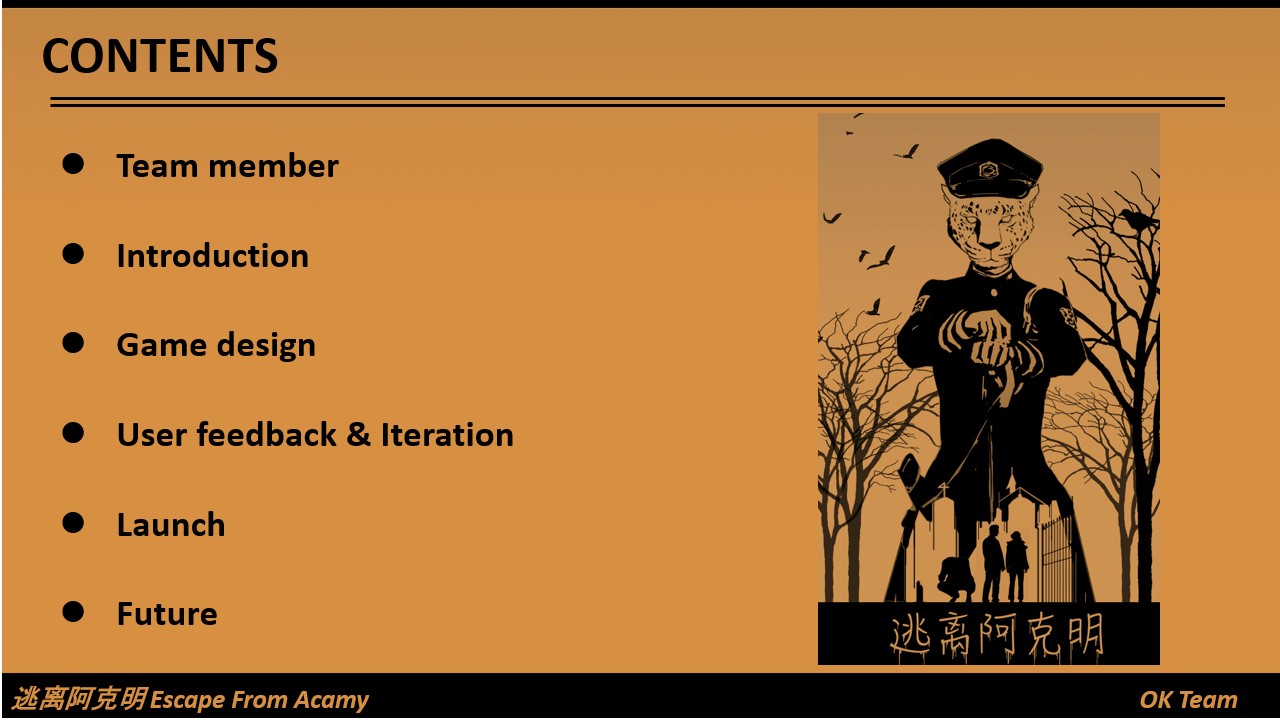 CONTENTS
Team member
Introduction
Game design
User feedback & Iteration
Launch
Future
逃离阿克明
逃离阿克明 Escape From Acamy
OK Team